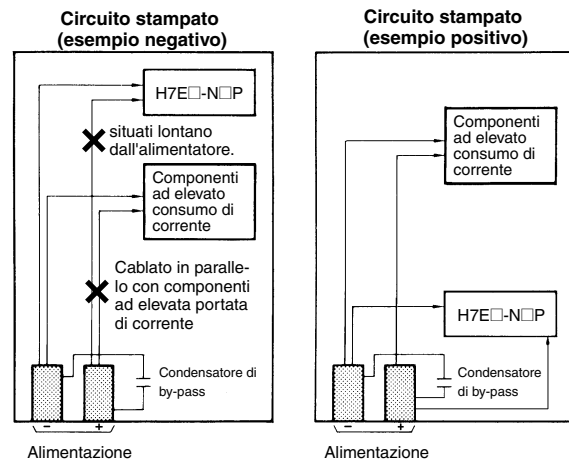 Circuito stampato
(esempio negativo)
H7E□-N□P
situati lontano
dall'alimentatore.
Componenti
ad elevato
consumo di
corrente
Cablato in paralle-
lo con componenti
ad elevata portata
di corrente
Condensatore di
by-pass
− +
Alimentazione
Circuito stampato
(esempio positivo)
Componenti
ad elevato
consumo di
corrente
H7E□-N□P
Condensatore
di by-pass
− +
Alimentazione